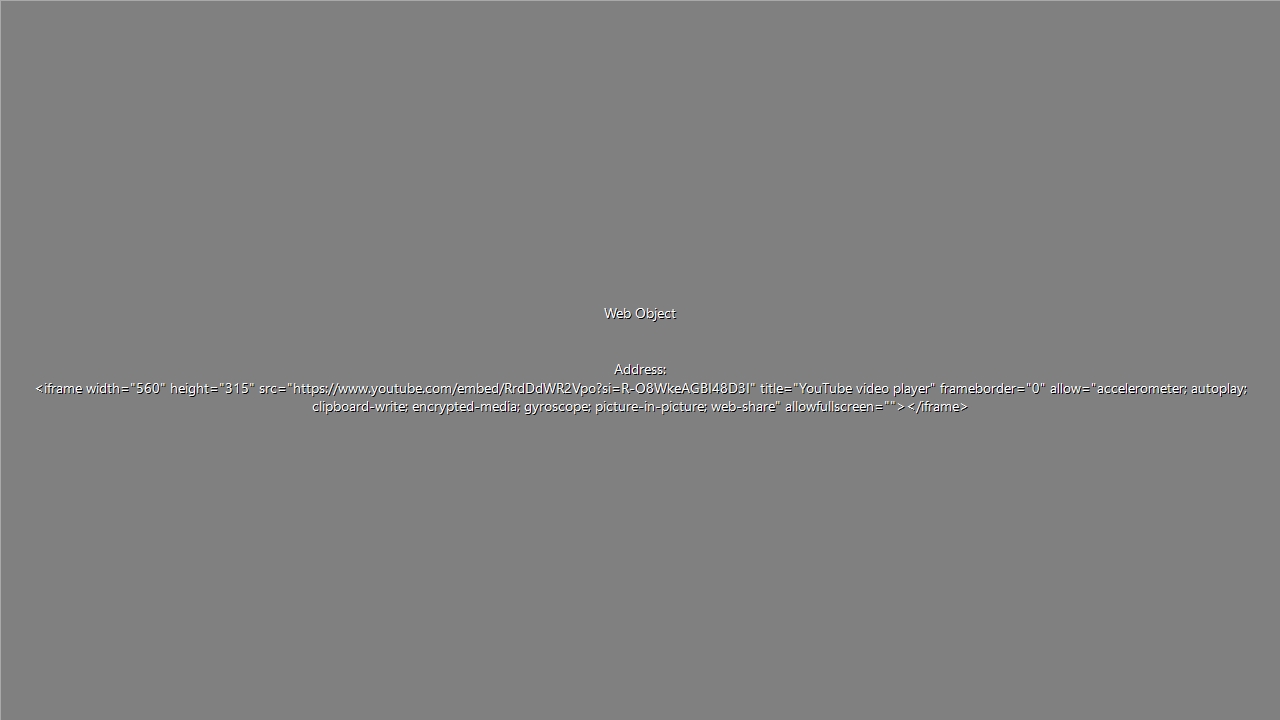 Web Object
Address:
<iframe width="560" height="315" src="https://www.youtube.com/embed/RrdDdWR2Vpo?si=R-O8WkeAGBI48D3I" title="YouTube video player" frameborder="0" allow="accelerometer; autoplay;
clipboard-write; encrypted-media; gyroscope; picture-in-picture; web-share" allowfullscreen=""></iframe>